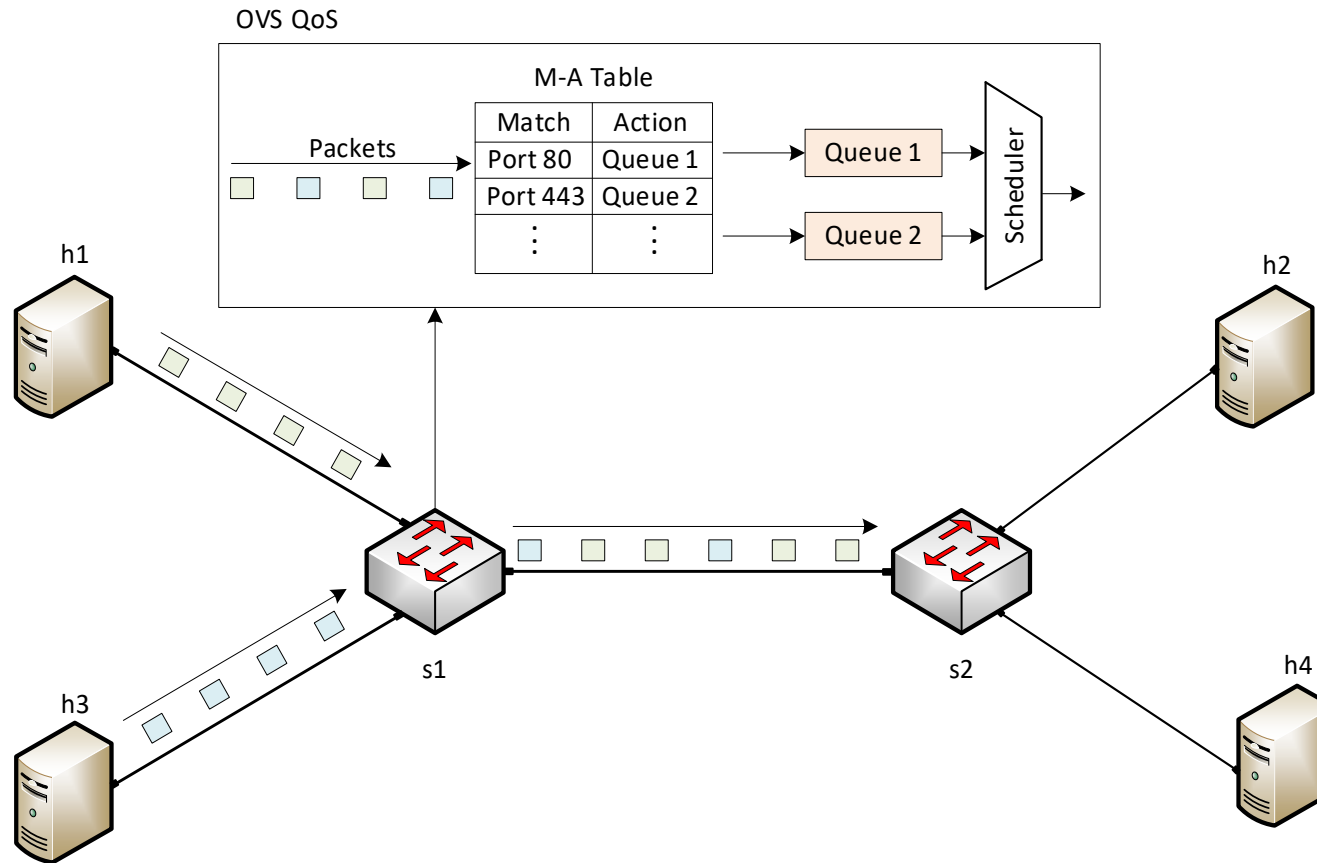 OVS QoS
M-A Table
Match Action
Packets
Port 80 Queue 1
Port 443 Queue 2
⋮ ⋮
Queue 1
Queue 2
Scheduler
h1
h2
s1
s2
h3
h4